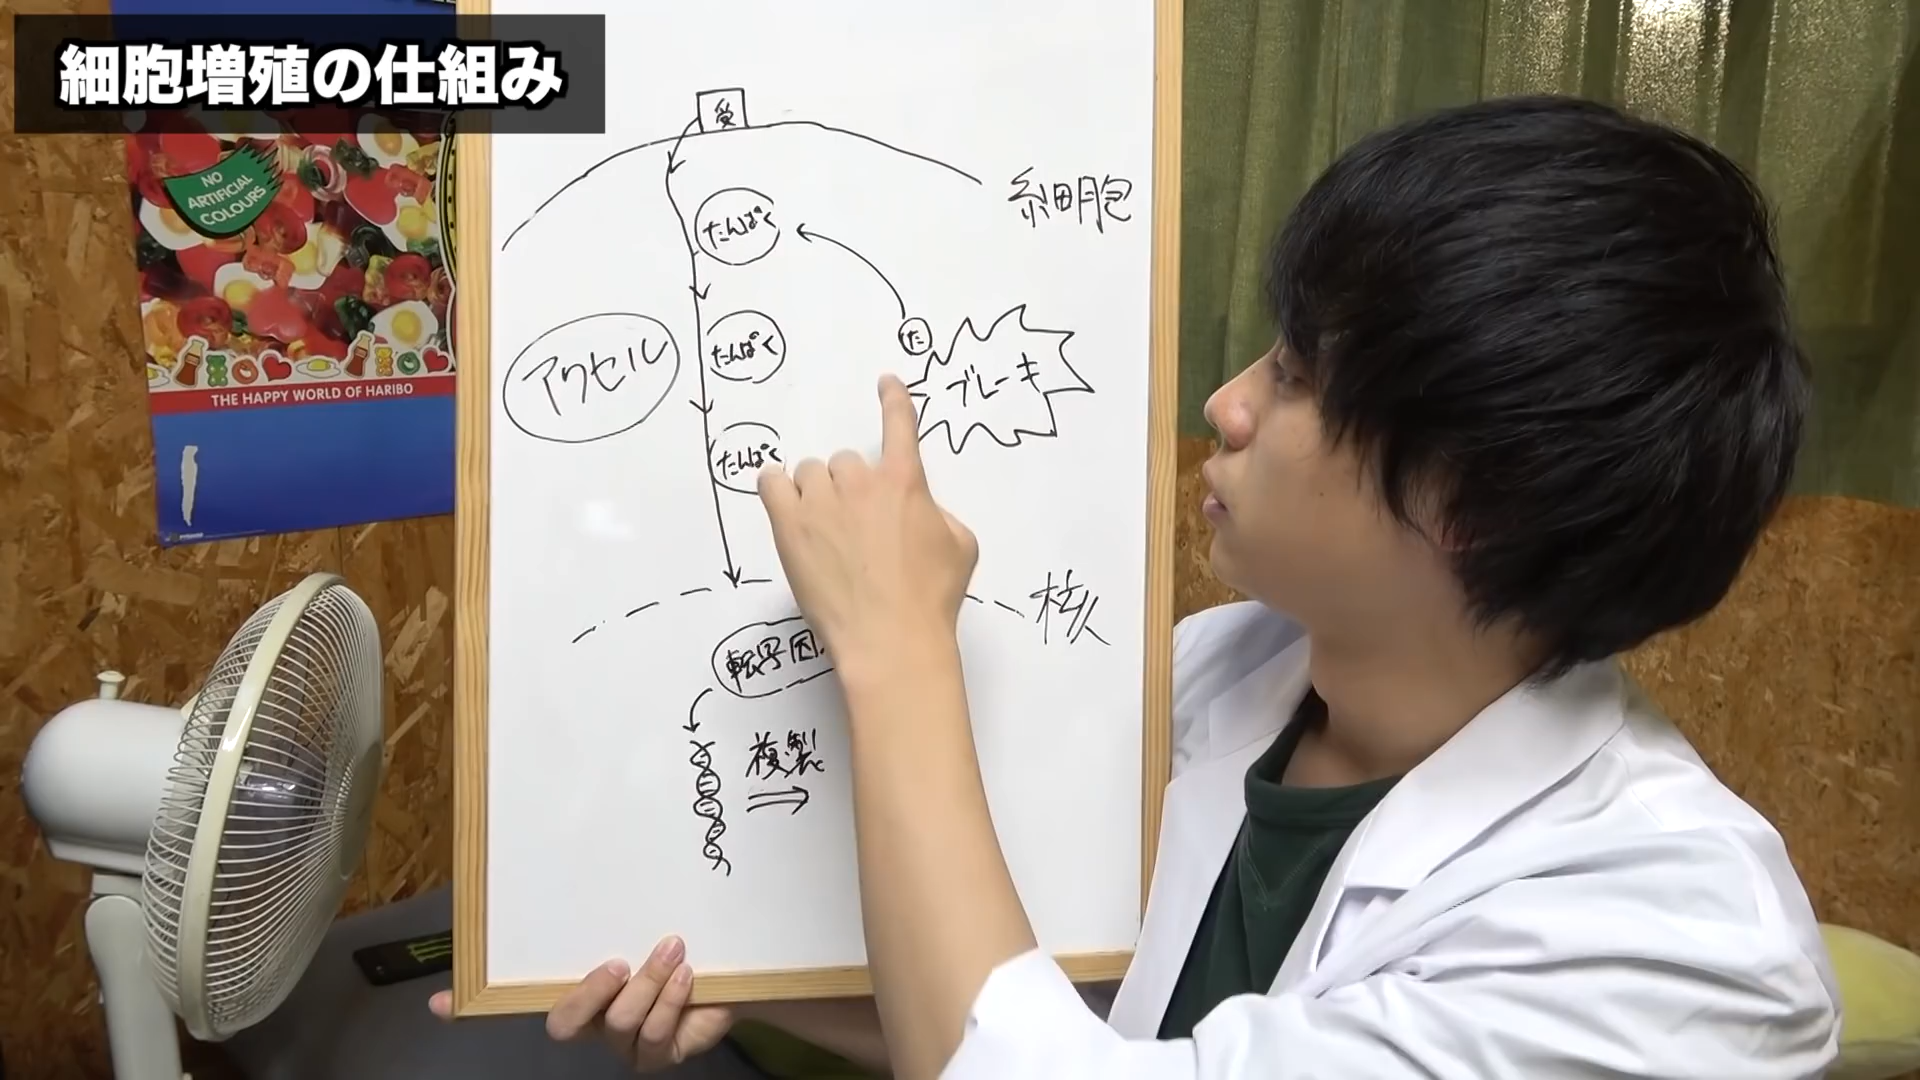 細胞増殖の仕組み
NO
ARTIFICIAL
COLOURS
THE HAPPY WORLD OF HARIBO
受
細胞
たんぱく
た
アクセル
たんぱく
ブレーキ
たんぱく
核
転写因
複製